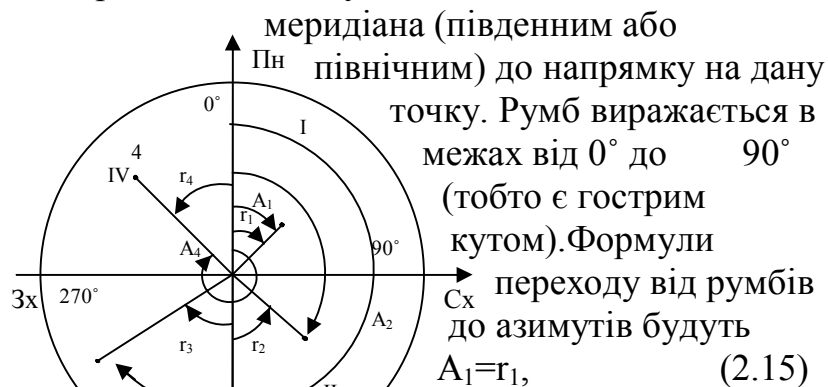 меридіана (південним або
північним) до напрямку на дану
точку. Румб виражається в
межах від 0˚ до 90˚
(тобто є гострим
кутом).Формули
переходу від румбів
до азимутів будуть
A₁=r₁, (2.15)
Пн
0˚
I
4
IV
r₄
A₁
r₁
A₄
90˚
Зх
270˚
Сх
A₂
r₃
r₂